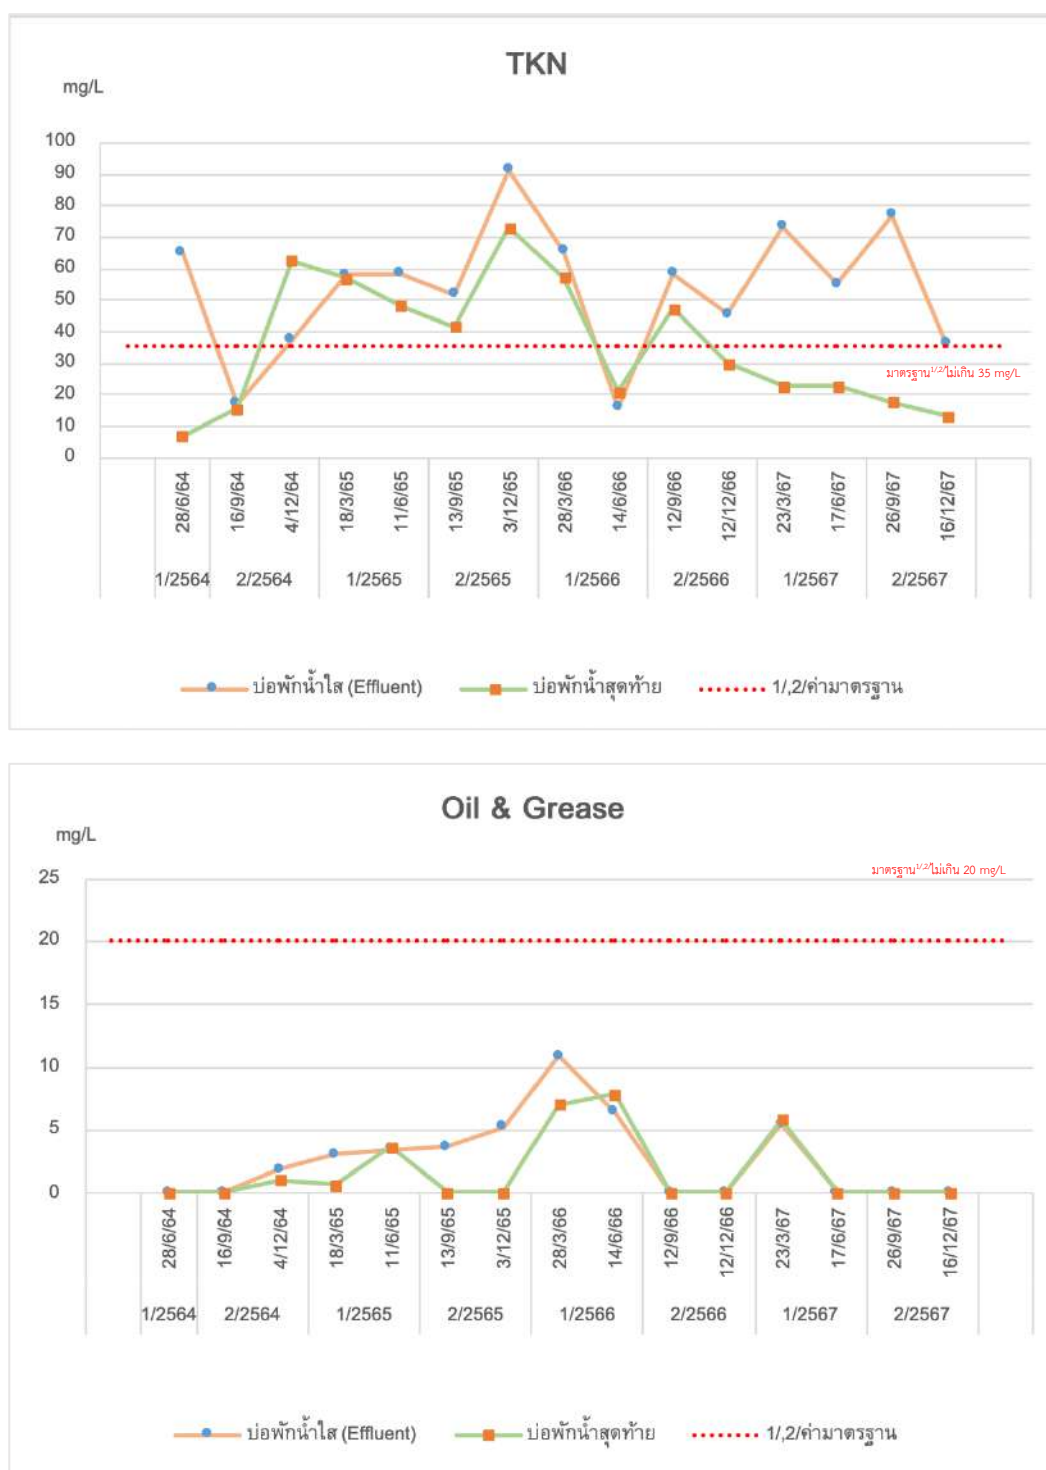 TKN
mg/L
100
90
80
70
60
50
40
30
20
10
0
มาตรฐาน1/,2/ไม่เกิน 35 mg/L
28/6/64 16/9/64 4/12/64 18/3/65 11/6/65 13/9/65 3/12/65 28/3/66 14/6/66 12/9/66 12/12/66 23/3/67 17/6/67 26/9/67 16/12/67
1/2564 2/2564 1/2565 2/2565 1/2566 2/2566 1/2567 2/2567
บ่อพักน้ำใส (Effluent) บ่อพักน้ำสุดท้าย 1/,2/ค่ามาตรฐาน
Oil & Grease
mg/L
มาตรฐาน1/,2/ไม่เกิน 20 mg/L
25
20
15
10
5
0
28/6/64 16/9/64 4/12/64 18/3/65 11/6/65 13/9/65 3/12/65 28/3/66 14/6/66 12/9/66 12/12/66 23/3/67 17/6/67 26/9/67 16/12/67
1/2564 2/2564 1/2565 2/2565 1/2566 2/2566 1/2567 2/2567
บ่อพักน้ำใส (Effluent) บ่อพักน้ำสุดท้าย 1/,2/ค่ามาตรฐาน